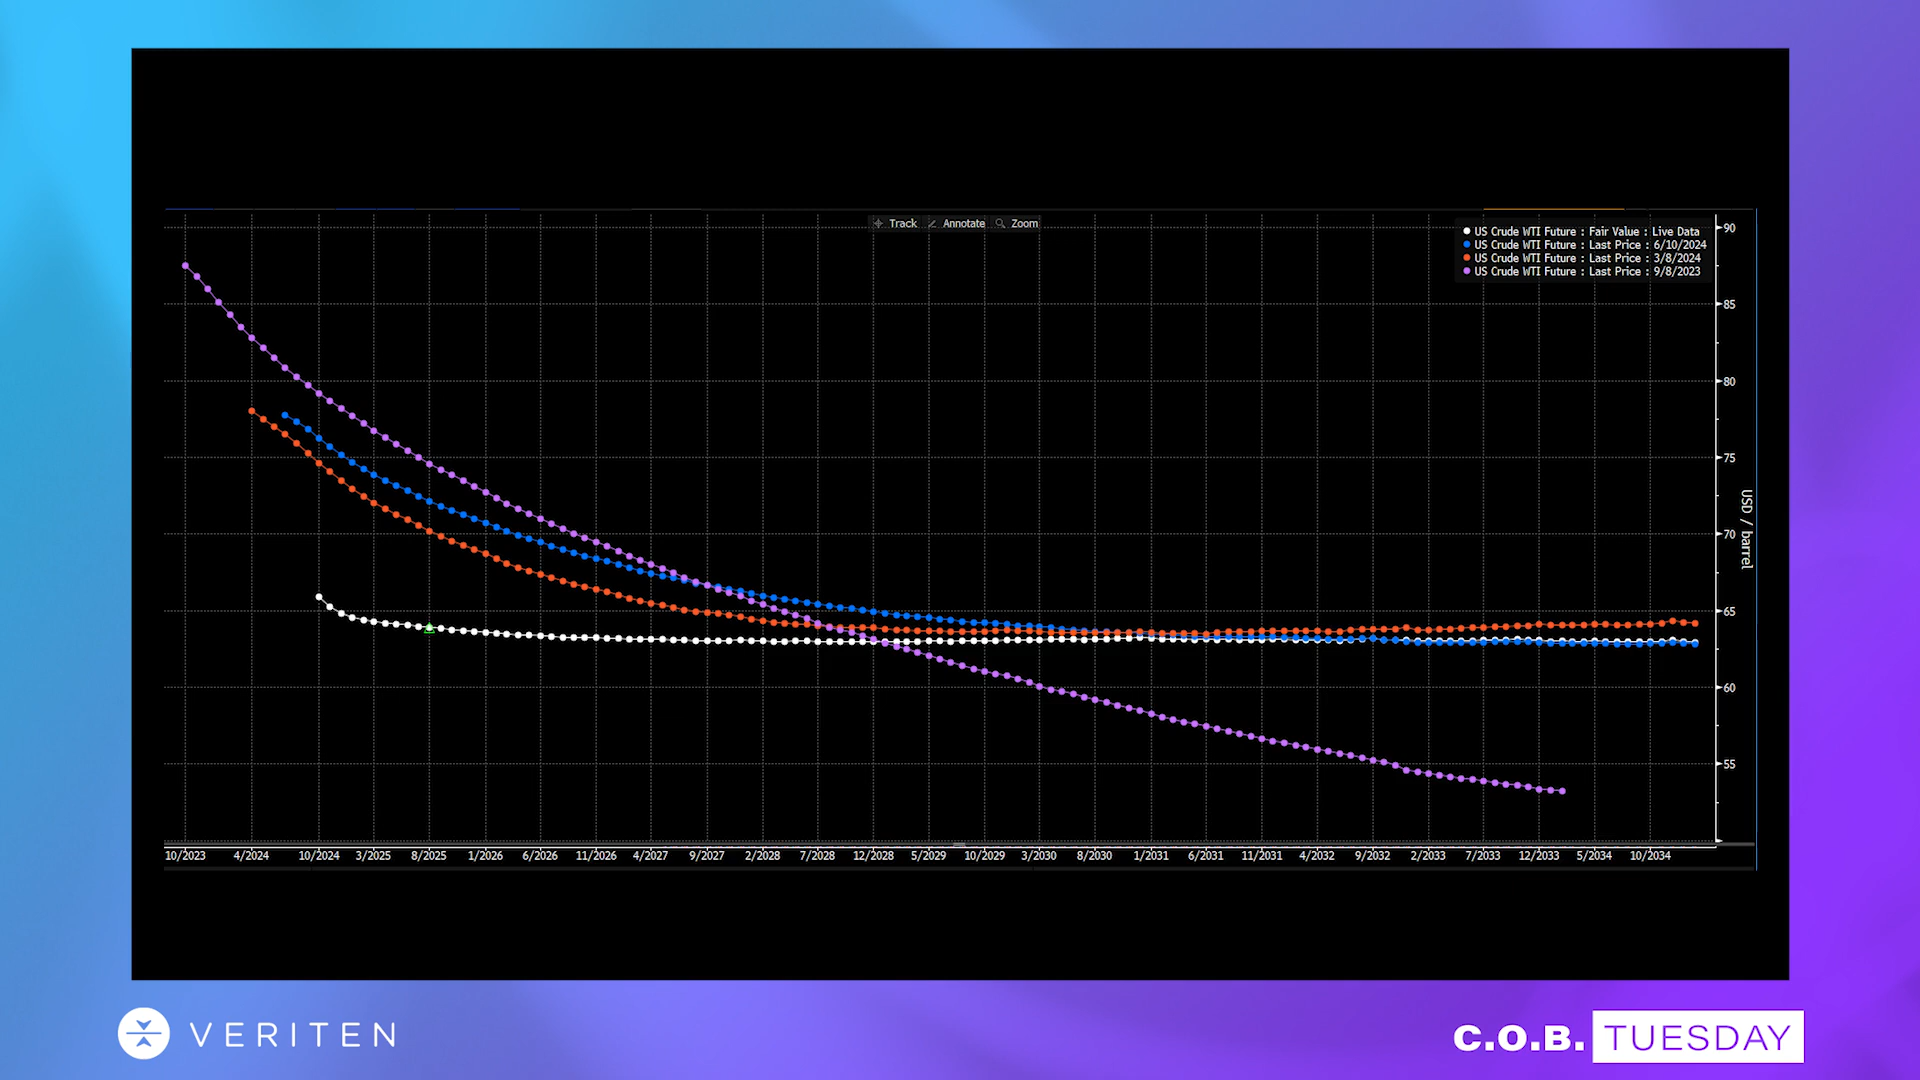 Track Annotate Zoom
US Crude WTI Future : Fair Value : Live Data
US Crude WTI Future : Last Price : 6/10/2024
US Crude WTI Future : Last Price : 3/8/2024
US Crude WTI Future : Last Price : 9/8/2023
90
85
80
75
70
65
60
55
USD / barrel
10/2023 4/2024 10/2024 3/2025 8/2025 1/2026 6/2026 11/2026 4/2027 9/2027 2/2028 7/2028 12/2028 5/2029 10/2029 3/2030 8/2030 1/2031 6/2031 11/2031 4/2032 9/2032 2/2033 7/2033 12/2033 5/2034 10/2034
VERITEN
C.O.B. TUESDAY